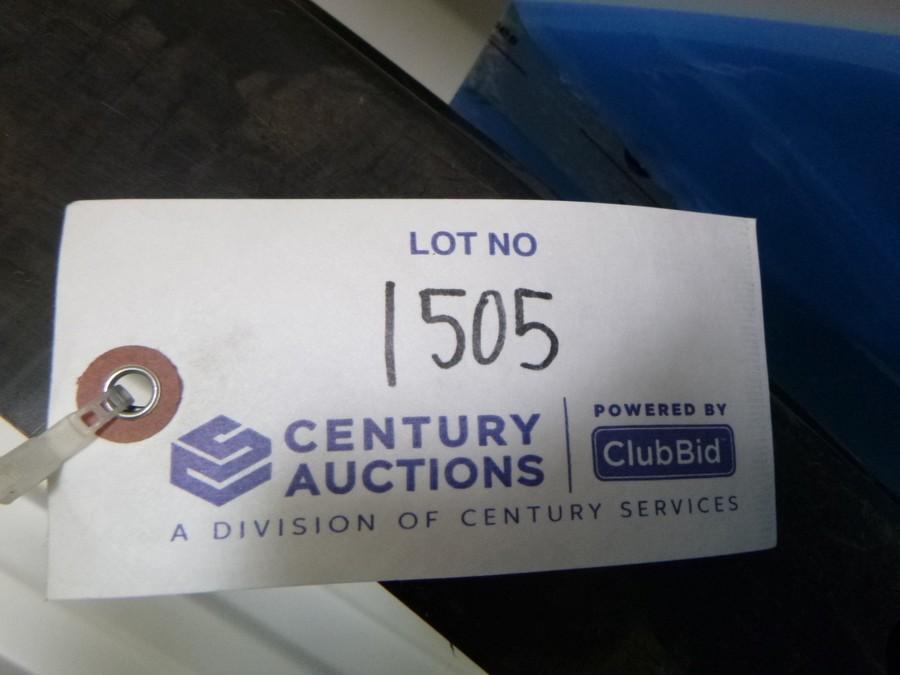 LOT NO
1505
CENTURY
AUCTIONS
POWERED BY
ClubBid
A DIVISION OF CENTURY SERVICES